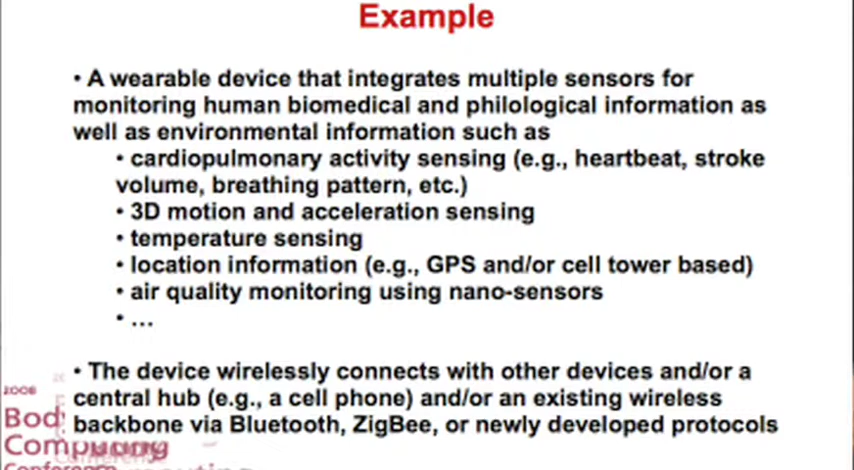 Example
• A wearable device that integrates multiple sensors for
monitoring human biomedical and philological information as
well as environmental information such as
• cardiopulmonary activity sensing (e.g., heartbeat, stroke
volume, breathing pattern, etc.)
• 3D motion and acceleration sensing
• temperature sensing
• location information (e.g., GPS and/or cell tower based)
• air quality monitoring using nano-sensors
• ...
• The device wirelessly connects with other devices and/or a
central hub (e.g., a cell phone) and/or an existing wireless
backbone via Bluetooth, ZigBee, or newly developed protocols
Conference